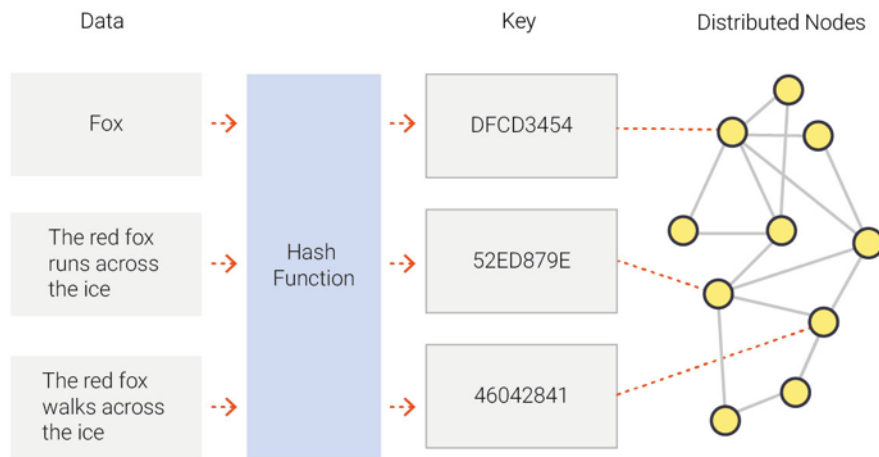 Data
Key
Distributed Nodes
Fox
DFCD3454
The red fox
runs across
the ice
Hash
Function
52ED879E
The red fox
walks across
the ice
46042841